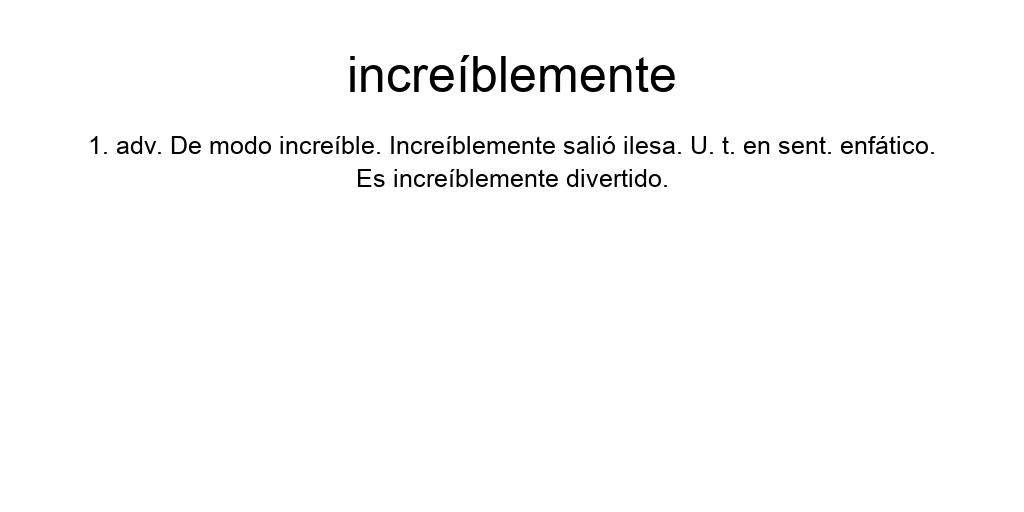 increíblemente
1. adv. De modo increíble. Increíblemente salió ilesa. U. t. en sent. enfático.
Es increíblemente divertido.